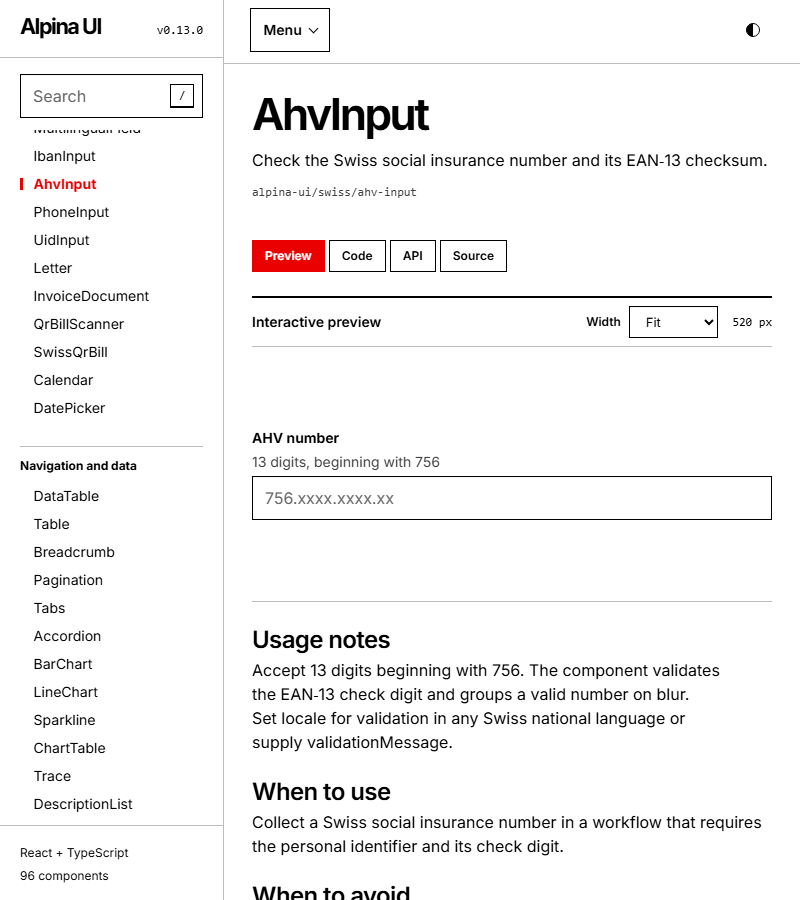 Alpina UI
v0.13.0
Search
/
MultilingualField
IbanInput
AhvInput
PhoneInput
UidInput
Letter
InvoiceDocument
QrBillScanner
SwissQrBill
Calendar
DatePicker
Navigation and data
DataTable
Table
Breadcrumb
Pagination
Tabs
Accordion
BarChart
LineChart
Sparkline
ChartTable
Trace
DescriptionList
React + TypeScript
96 components
Menu
AhvInput
Check the Swiss social insurance number and its EAN-13 checksum.
alpina-ui/swiss/ahv-input
Preview
Code
API
Source
Interactive preview
Width
Fit
520 px
AHV number
13 digits, beginning with 756
756.xxxx.xxxx.xx
Usage notes
Accept 13 digits beginning with 756. The component validates
the EAN-13 check digit and groups a valid number on blur.
Set locale for validation in any Swiss national language or
supply validationMessage.
When to use
Collect a Swiss social insurance number in a workflow that requires
the personal identifier and its check digit.
When to avoid